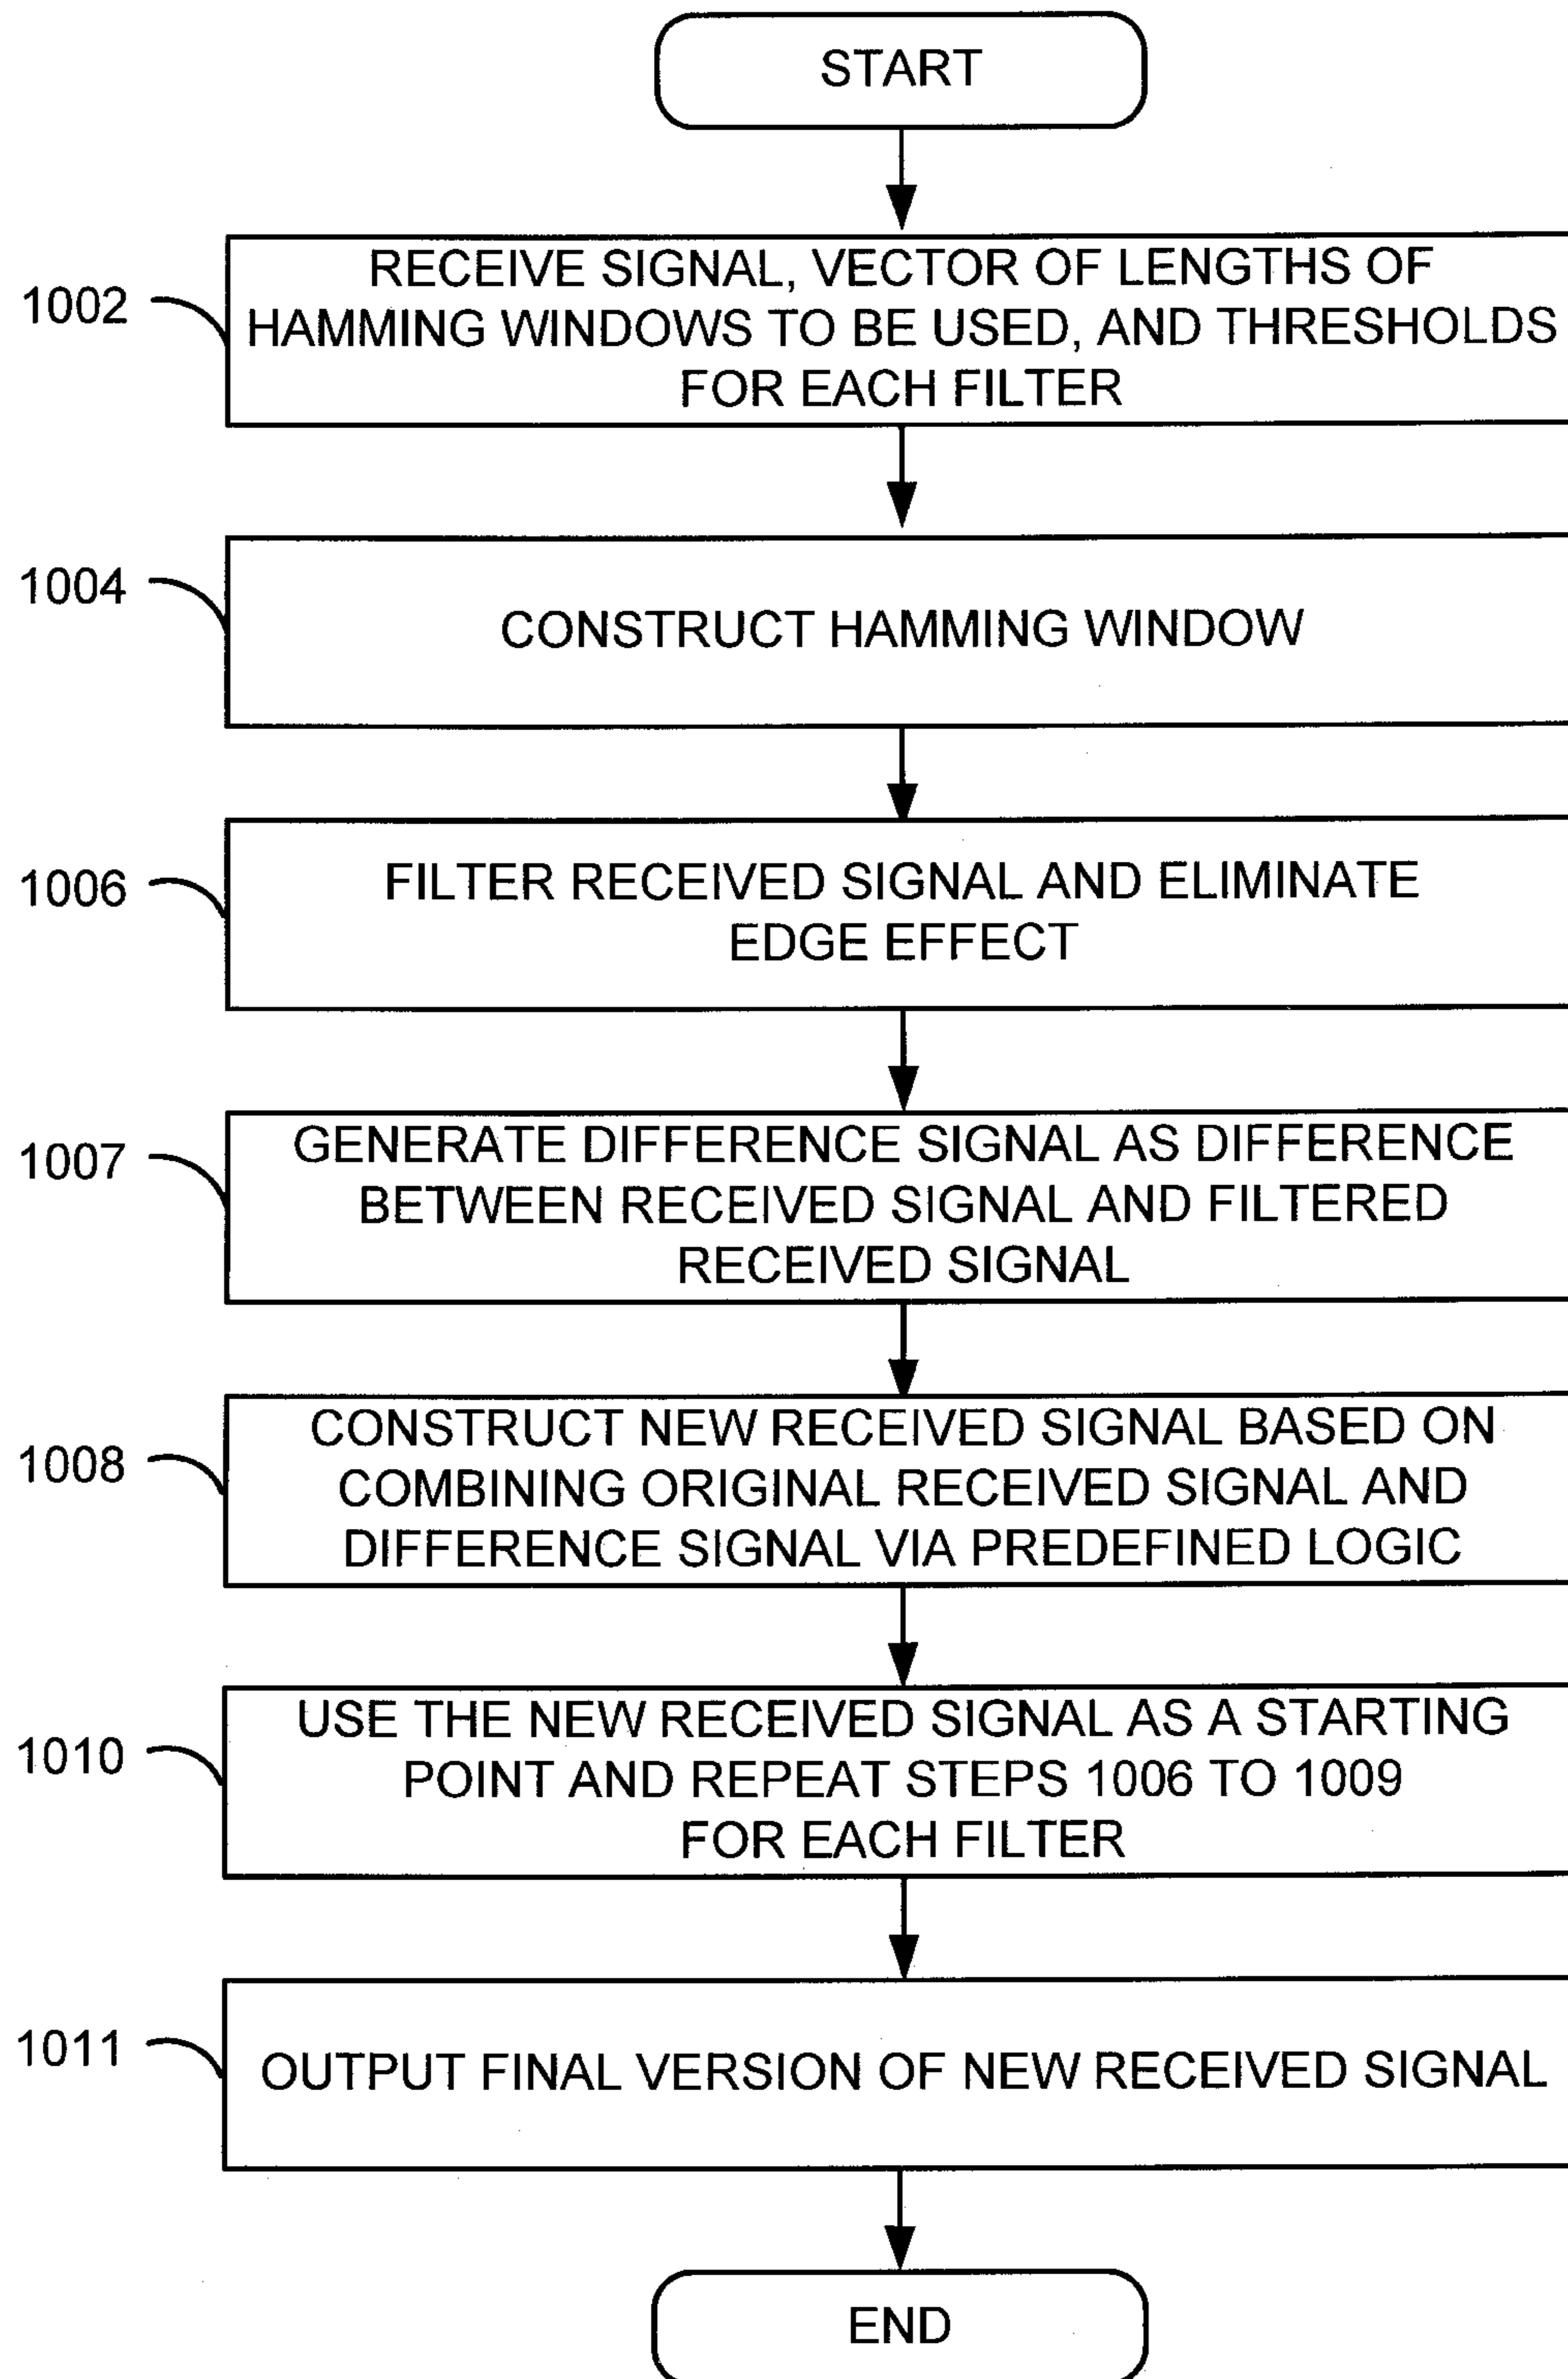 START
1002
RECEIVE SIGNAL, VECTOR OF LENGTHS OF
HAMMING WINDOWS TO BE USED, AND THRESHOLDS
FOR EACH FILTER
1004
CONSTRUCT HAMMING WINDOW
1006
FILTER RECEIVED SIGNAL AND ELIMINATE
EDGE EFFECT
1007
GENERATE DIFFERENCE SIGNAL AS DIFFERENCE
BETWEEN RECEIVED SIGNAL AND FILTERED
RECEIVED SIGNAL
1008
CONSTRUCT NEW RECEIVED SIGNAL BASED ON
COMBINING ORIGINAL RECEIVED SIGNAL AND
DIFFERENCE SIGNAL VIA PREDEFINED LOGIC
1010
USE THE NEW RECEIVED SIGNAL AS A STARTING
POINT AND REPEAT STEPS 1006 TO 1009
FOR EACH FILTER
1011
OUTPUT FINAL VERSION OF NEW RECEIVED SIGNAL
END